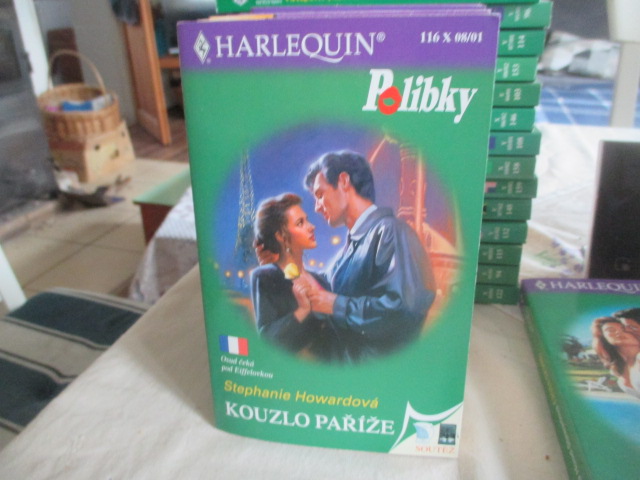 HARLEQUIN®
116 X 08/01
Polibky
Osud čeká
pod Eiffelovkou
Stephanie Howardová
KOUZLO PAŘÍŽE
SOUTĚŽ
HARLEQUIN